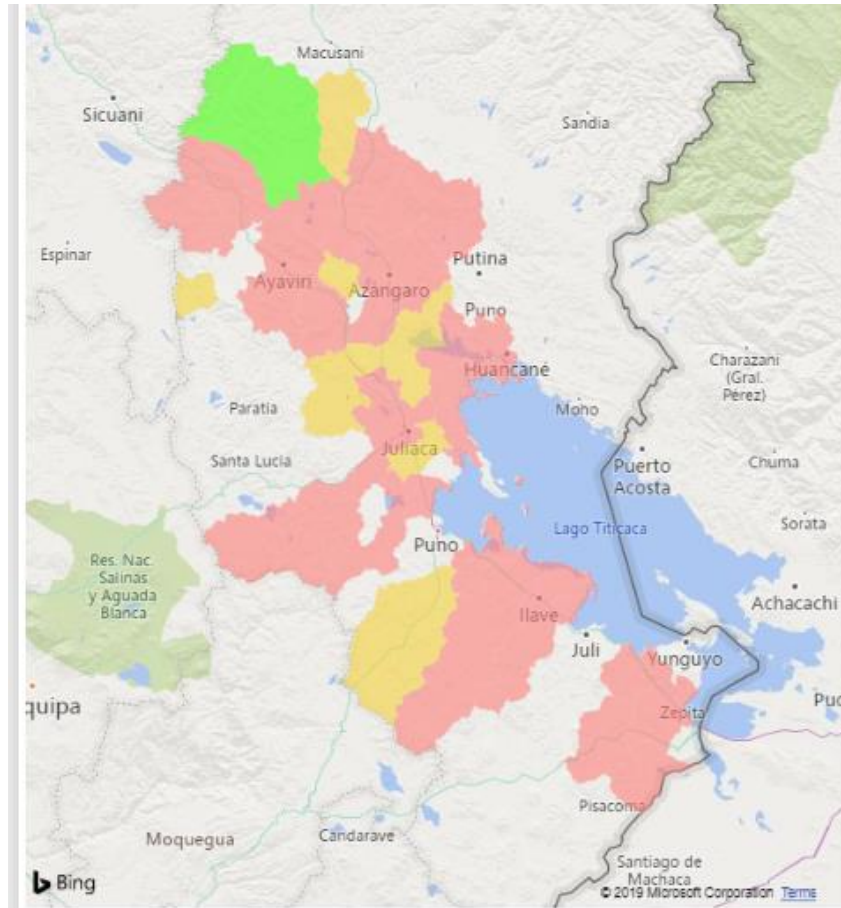 Macusani
Sicuani
Sandia
Espinar
Putina
Ayaviri
Azangaro
Puno
Huancané
Charazani
(Gral.
Pérez)
Paratia
Moho
Juliaca
Santa Lucia
Puerto
Acosta
Chuma
Lago Titicaca
Sorata
Puno
Res. Nac.
Salinas
y Aguada
Blanca
Achacachi
Ilave
Juli
Yunguyo
quipa
Zepita
Puc
Pisacoma
Moquegua
Candarave
Santiago de
Machaca
Bing
© 2019 Microsoft Corporation Terms